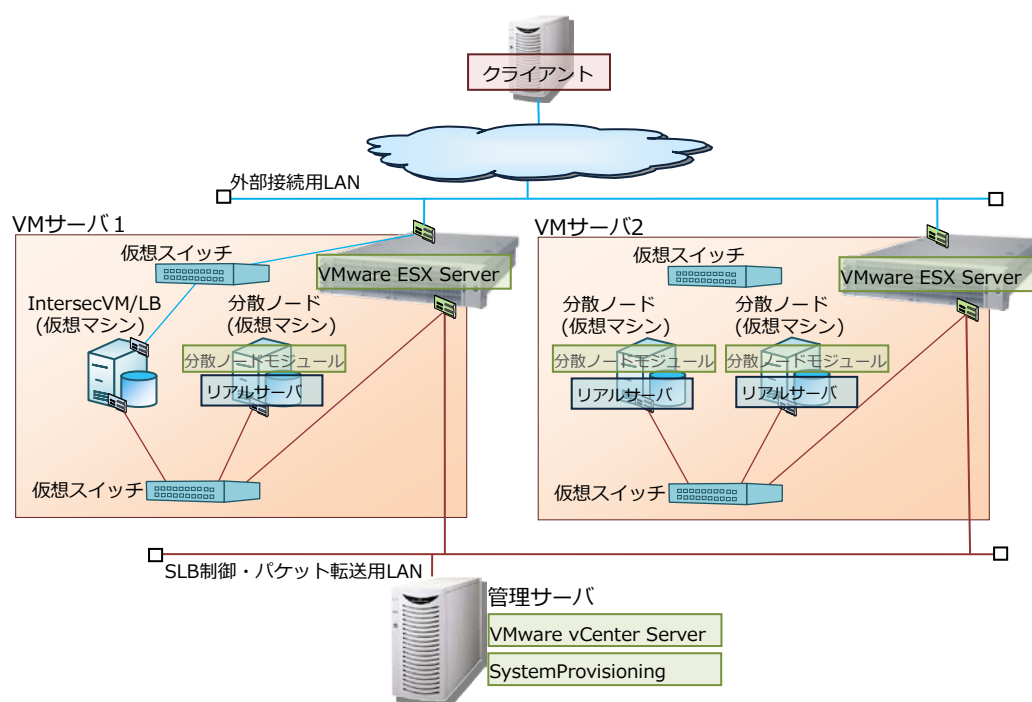 クライアント
外部接続用LAN
VMサーバ１
仮想スイッチ
VMware ESX Server
IntersecVM/LB
(仮想マシン)
分散ノード
(仮想マシン)
分散ノードモジュール
リアルサーバ
仮想スイッチ
VMサーバ2
仮想スイッチ
VMware ESX Server
分散ノード
(仮想マシン)
分散ノード
(仮想マシン)
分散ノードモジュール
分散ノードモジュール
リアルサーバ
リアルサーバ
仮想スイッチ
SLB制御・パケット転送用LAN
管理サーバ
VMware vCenter Server
SystemProvisioning